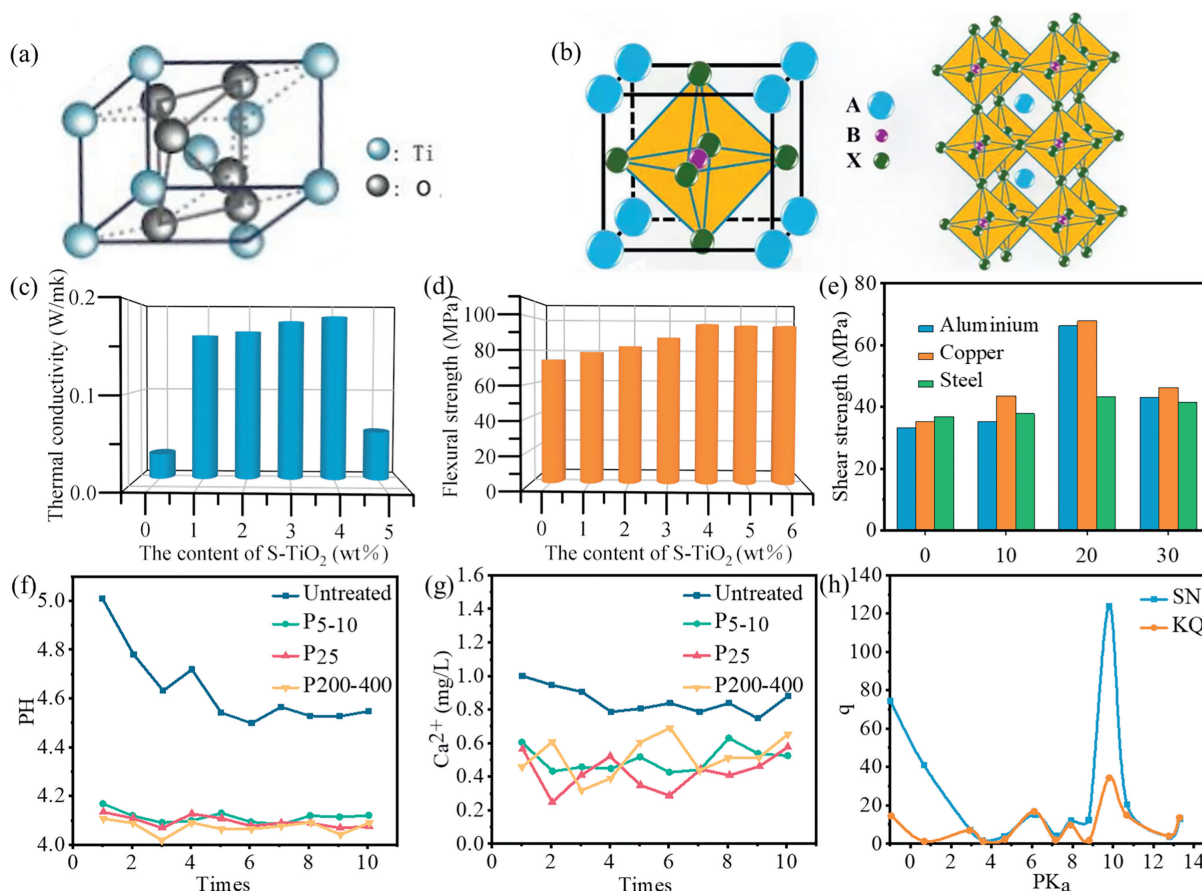 (a)
: Ti
: O
(b)
A
B
X
(c)
Thermal conductivity (W/mk)
0.2
0.1
0.0
0 1 2 3 4 5
The content of S-TiO2 (wt%)
(d)
Flexural strength (MPa)
100
80
60
40
20
0
0 1 2 3 4 5 6
The content of S-TiO2 (wt%)
(e)
Shear strength (MPa)
80
60
40
20
0
Aluminium
Copper
Steel
0 10 20 30
(f)
PH
5.0
4.8
4.6
4.4
4.2
4.0
Untreated
P5-10
P25
P200-400
0 2 4 6 8 10
Times
(g)
Ca2+ (mg/L)
1.6
1.4
1.2
1.0
0.8
0.6
0.4
0.2
0.0
Untreated
P5-10
P25
P200-400
0 2 4 6 8 10
Times
(h)
q
140
120
100
80
60
40
20
0
SN
KQ
0 2 4 6 8 10 12 14
PKa